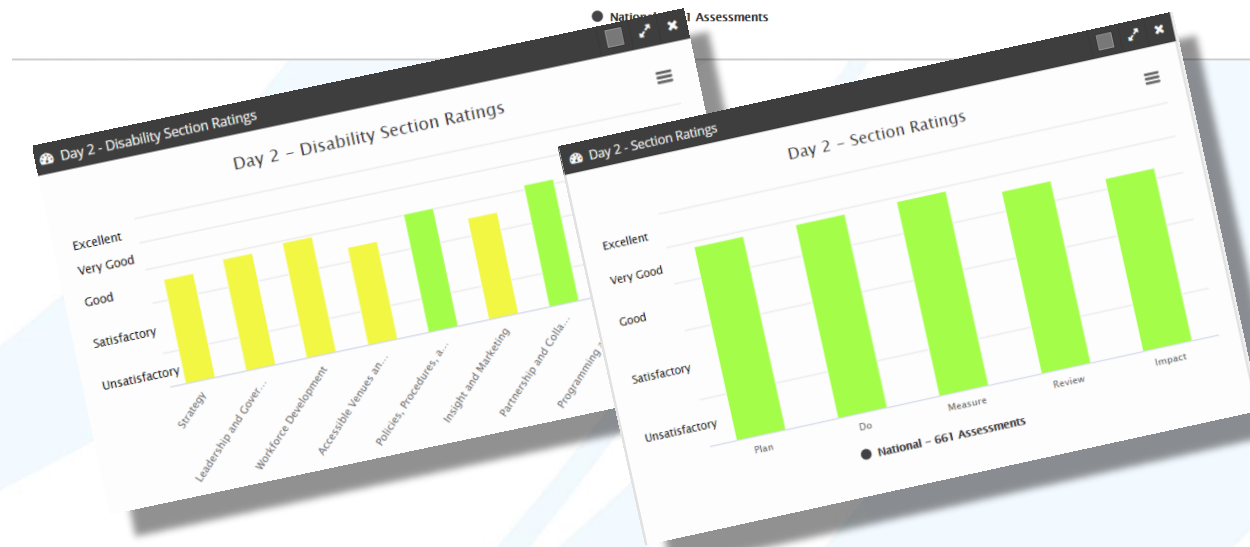 National – 661 Assessments
Day 2 - Disability Section Ratings
Day 2 – Disability Section Ratings
Excellent
Very Good
Good
Satisfactory
Unsatisfactory
Strategy
Leadership and Gover...
Workforce Development
Accessible Venues an...
Policies, Procedures, a...
Insight and Marketing
Partnership and Colla...
Programming
Day 2 - Section Ratings
Day 2 – Section Ratings
Excellent
Very Good
Good
Satisfactory
Unsatisfactory
Plan
Do
Measure
Review
Impact
National – 661 Assessments